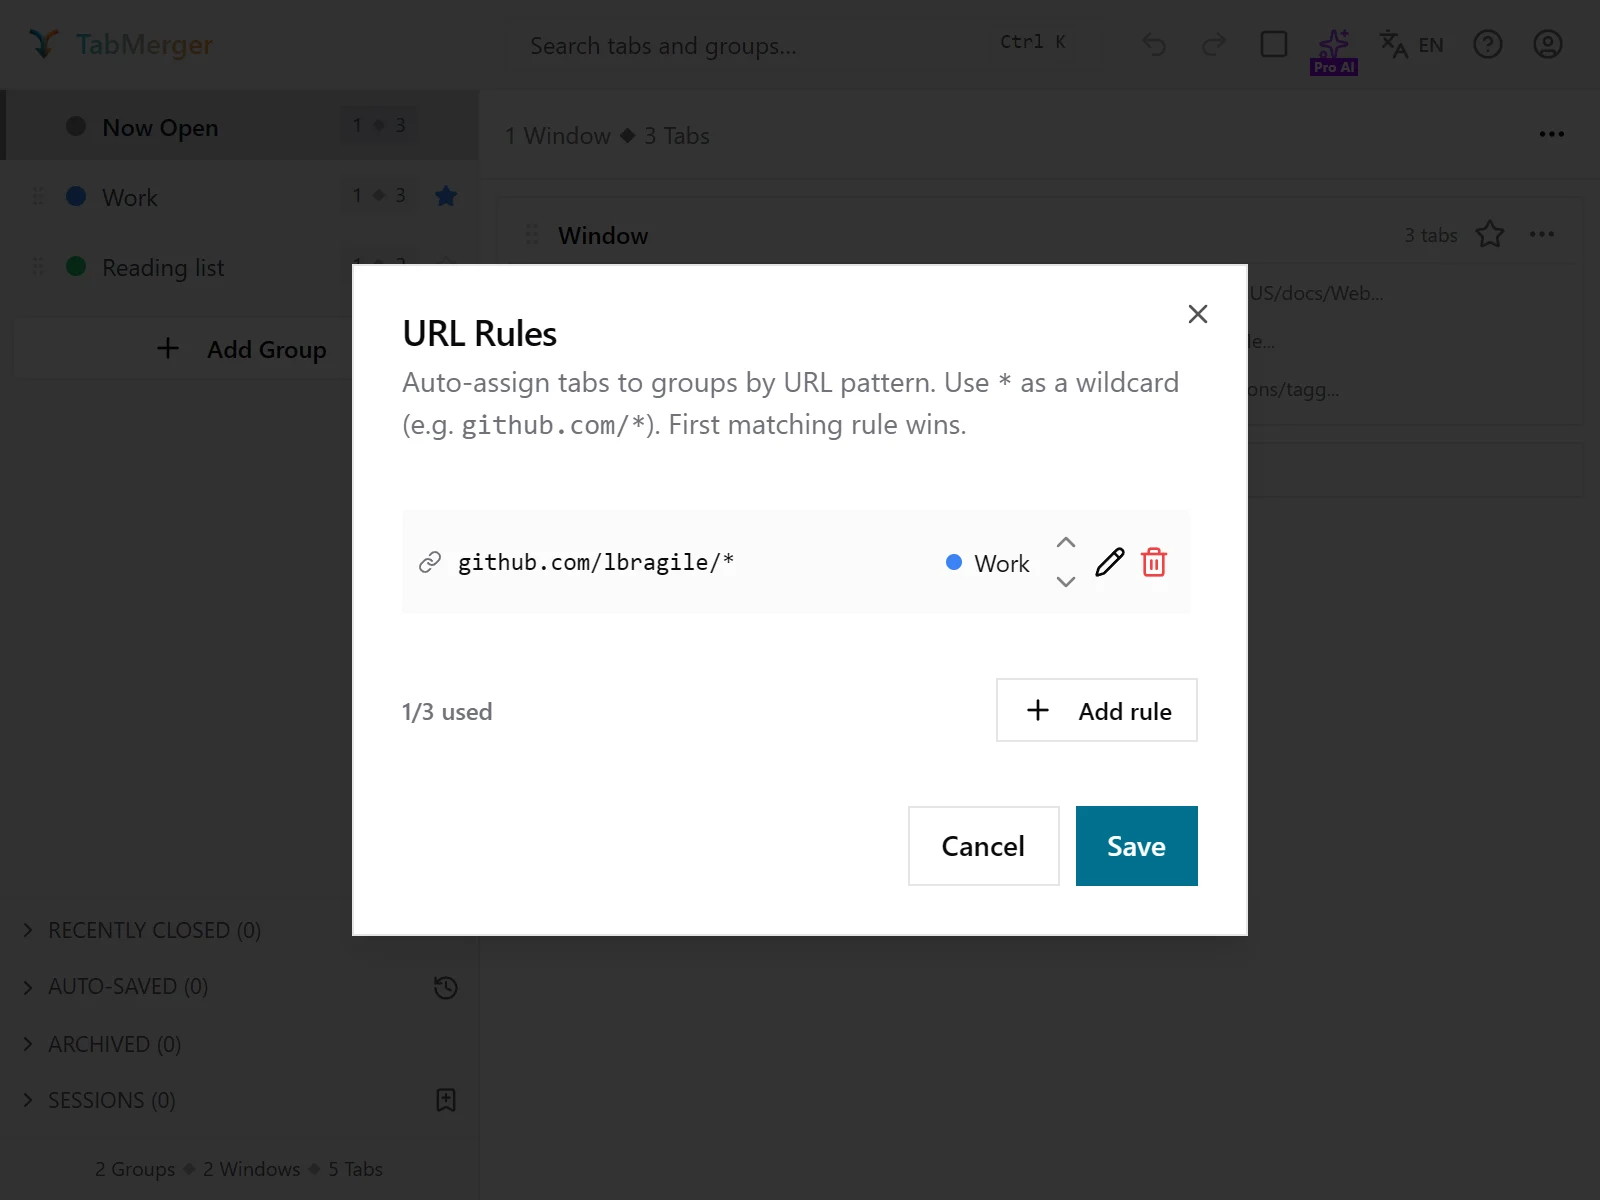 TabMerger
Search tabs and groups...
Ctrl K
Pro AI
EN
Now Open
1 ◆ 3
Work
1 ◆ 3
Reading list
Add Group
1 Window ◆ 3 Tabs
Window
3 tabs
US/docs/Web...
ons/tagg...
URL Rules
Auto-assign tabs to groups by URL pattern. Use * as a wildcard
(e.g. github.com/*). First matching rule wins.
github.com/lbragile/*
Work
1/3 used
Add rule
Cancel
Save
RECENTLY CLOSED (0)
AUTO-SAVED (0)
ARCHIVED (0)
SESSIONS (0)
2 Groups ◆ 2 Windows ◆ 5 Tabs